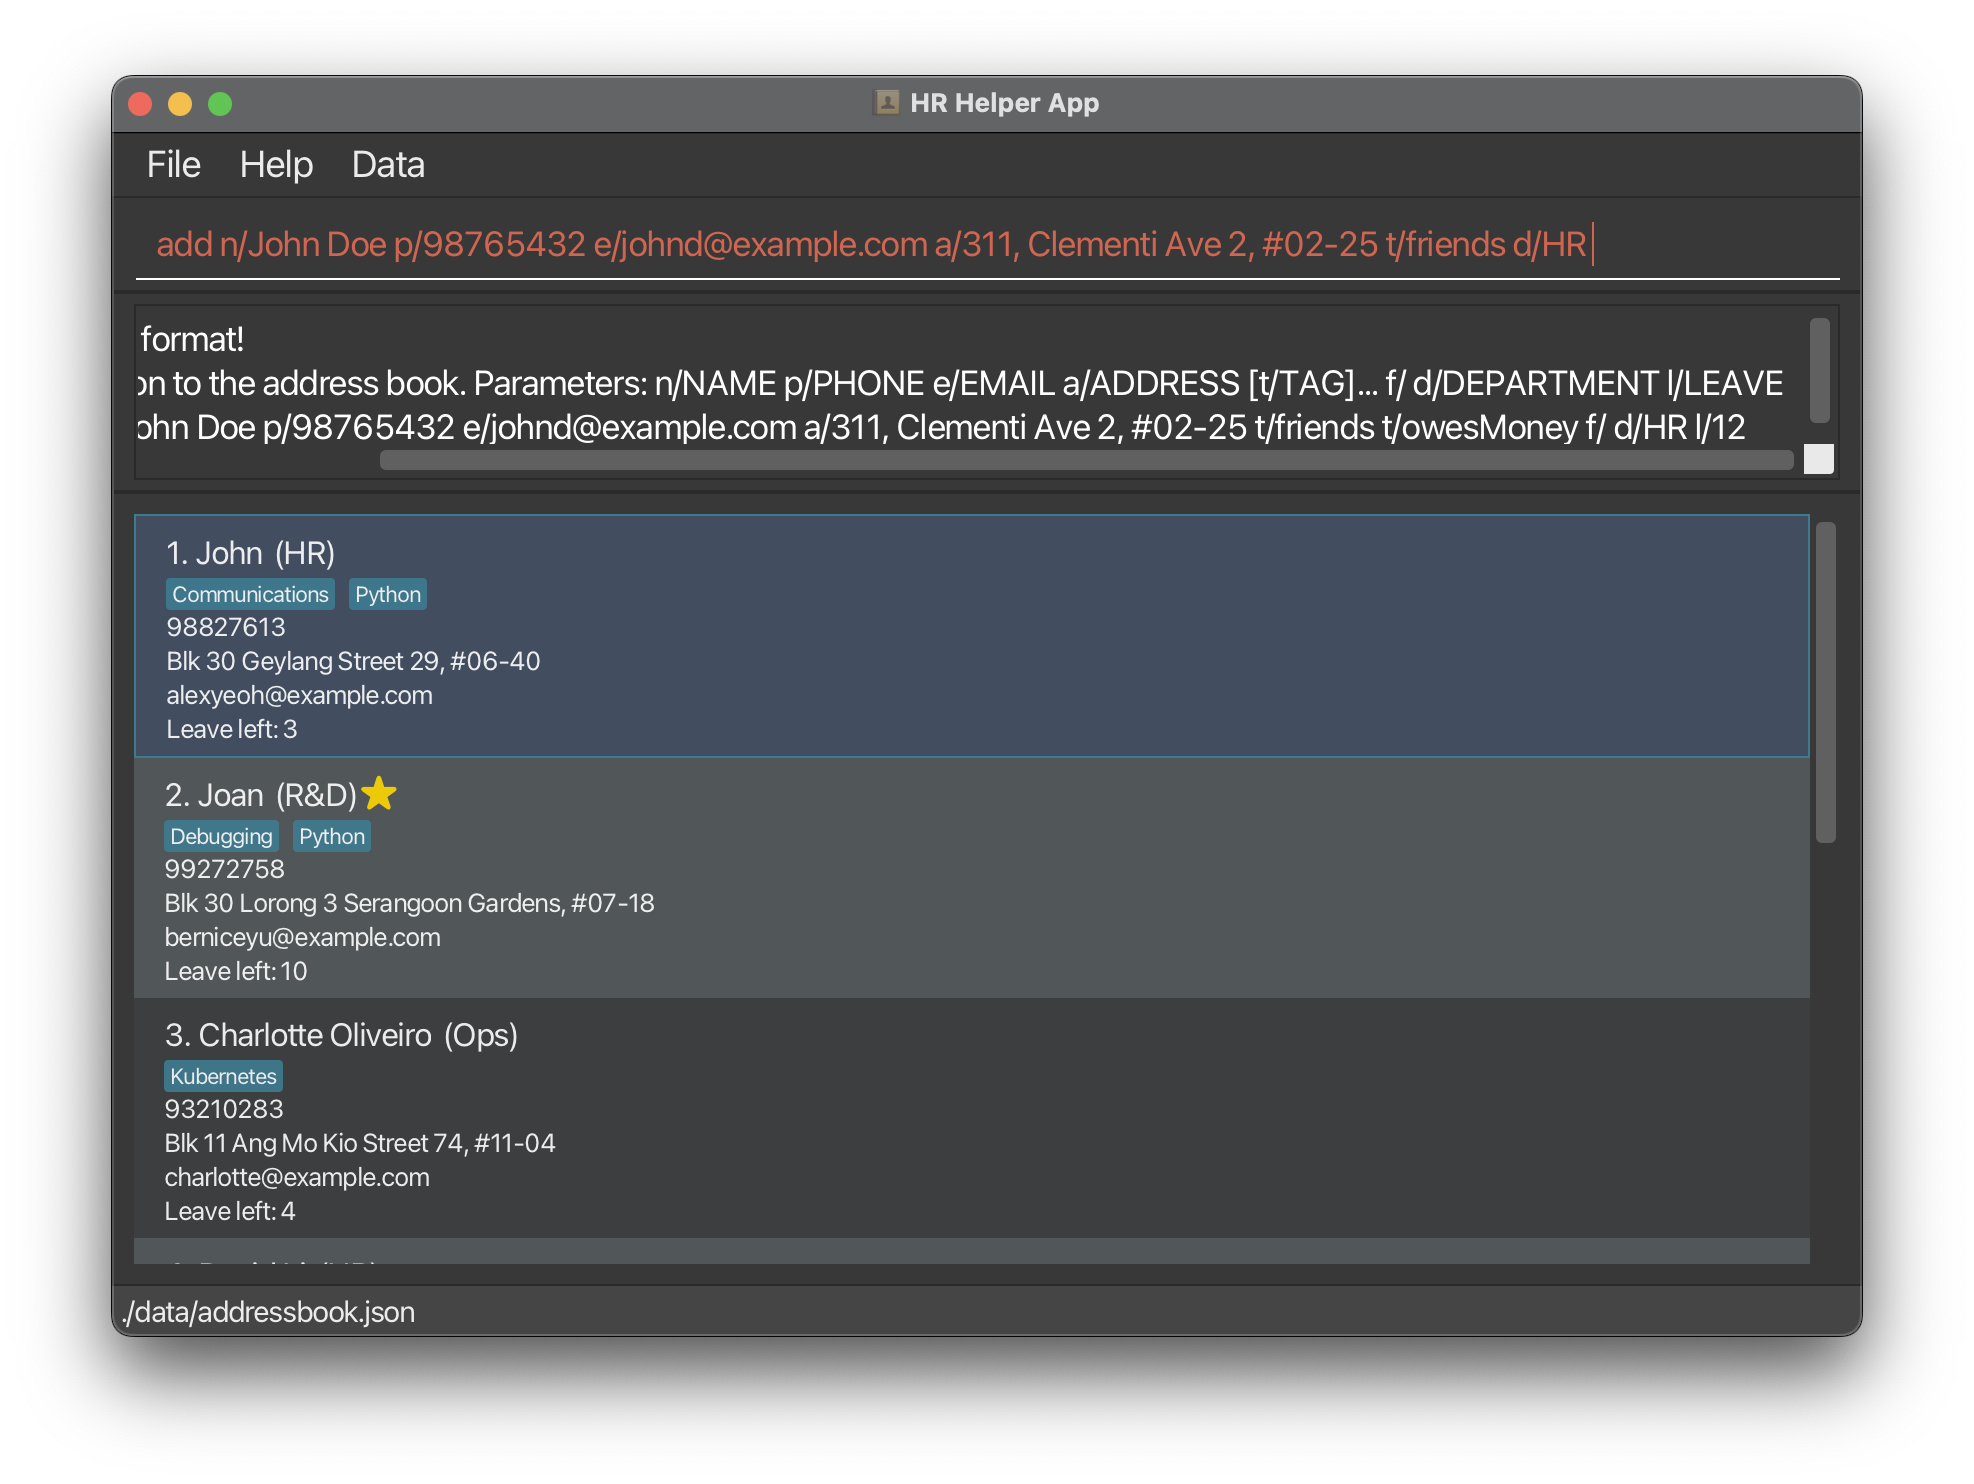 HR Helper App
File Help Data
add n/John Doe p/98765432 e/johnd@example.com a/311, Clementi Ave 2, #02-25 t/friends d/HR
format!
on to the address book. Parameters: n/NAME p/PHONE e/EMAIL a/ADDRESS [t/TAG]... f/ d/DEPARTMENT l/LEAVE
ohn Doe p/98765432 e/johnd@example.com a/311, Clementi Ave 2, #02-25 t/friends t/owesMoney f/ d/HR l/12
1. John (HR)
Communications Python
98827613
Blk 30 Geylang Street 29, #06-40
alexyeoh@example.com
Leave left: 3
2. Joan (R&D)
Debugging Python
99272758
Blk 30 Lorong 3 Serangoon Gardens, #07-18
berniceyu@example.com
Leave left: 10
3. Charlotte Oliveiro (Ops)
Kubernetes
93210283
Blk 11 Ang Mo Kio Street 74, #11-04
charlotte@example.com
Leave left: 4
./data/addressbook.json